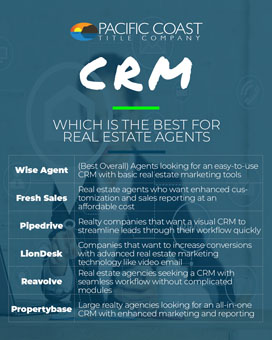 PACIFIC COAST
TITLE COMPANY
CRM
WHICH IS THE BEST FOR
REAL ESTATE AGENTS
Wise Agent
(Best Overall) Agents looking for an easy-to-use
CRM with basic real estate marketing tools
Fresh Sales
Real estate agents who want enhanced cus-
tomization and sales reporting at an
affordable cost
Pipedrive
Realty companies that want a visual CRM to
streamline leads through their workflow quickly
LionDesk
Companies that want to increase conversions
with advanced real estate marketing
technology like video email
Reavolve
Real estate agencies seeking a CRM with
seamless workflow without complicated
modules
Propertybase
Large realty agencies looking for an all-in-one
CRM with enhanced marketing and reporting